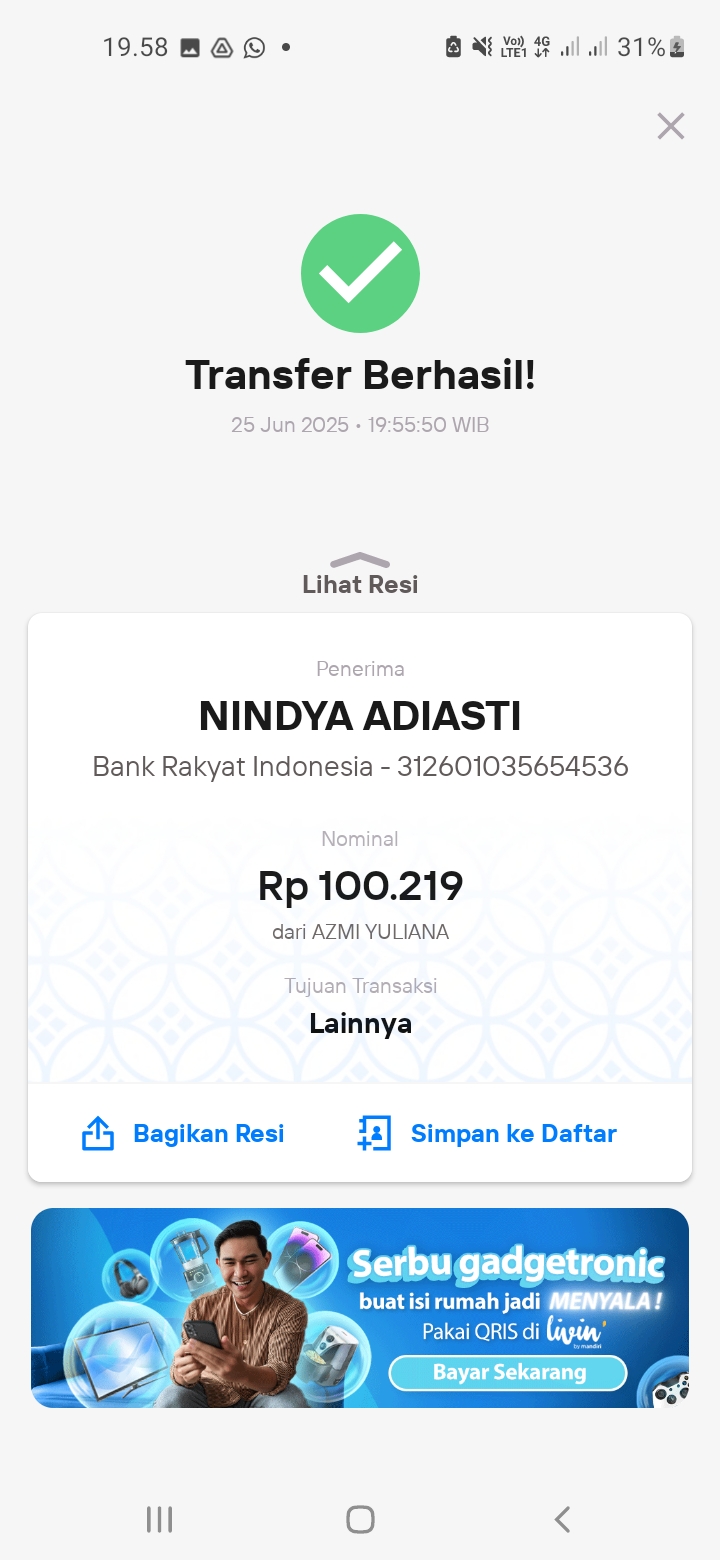 19.58
Vo)) 4G
LTE1
31%
Transfer Berhasil!
25 Jun 2025 • 19:55:50 WIB
Lihat Resi
Penerima
NINDYA ADIASTI
Bank Rakyat Indonesia - 312601035654536
Nominal
Rp 100.219
dari AZMI YULIANA
Tujuan Transaksi
Lainnya
Bagikan Resi
Simpan ke Daftar
Serbu gadgetronic
buat isi rumah jadi MENYALA!
Pakai QRIS di livin'
by mandiri
Bayar Sekarang